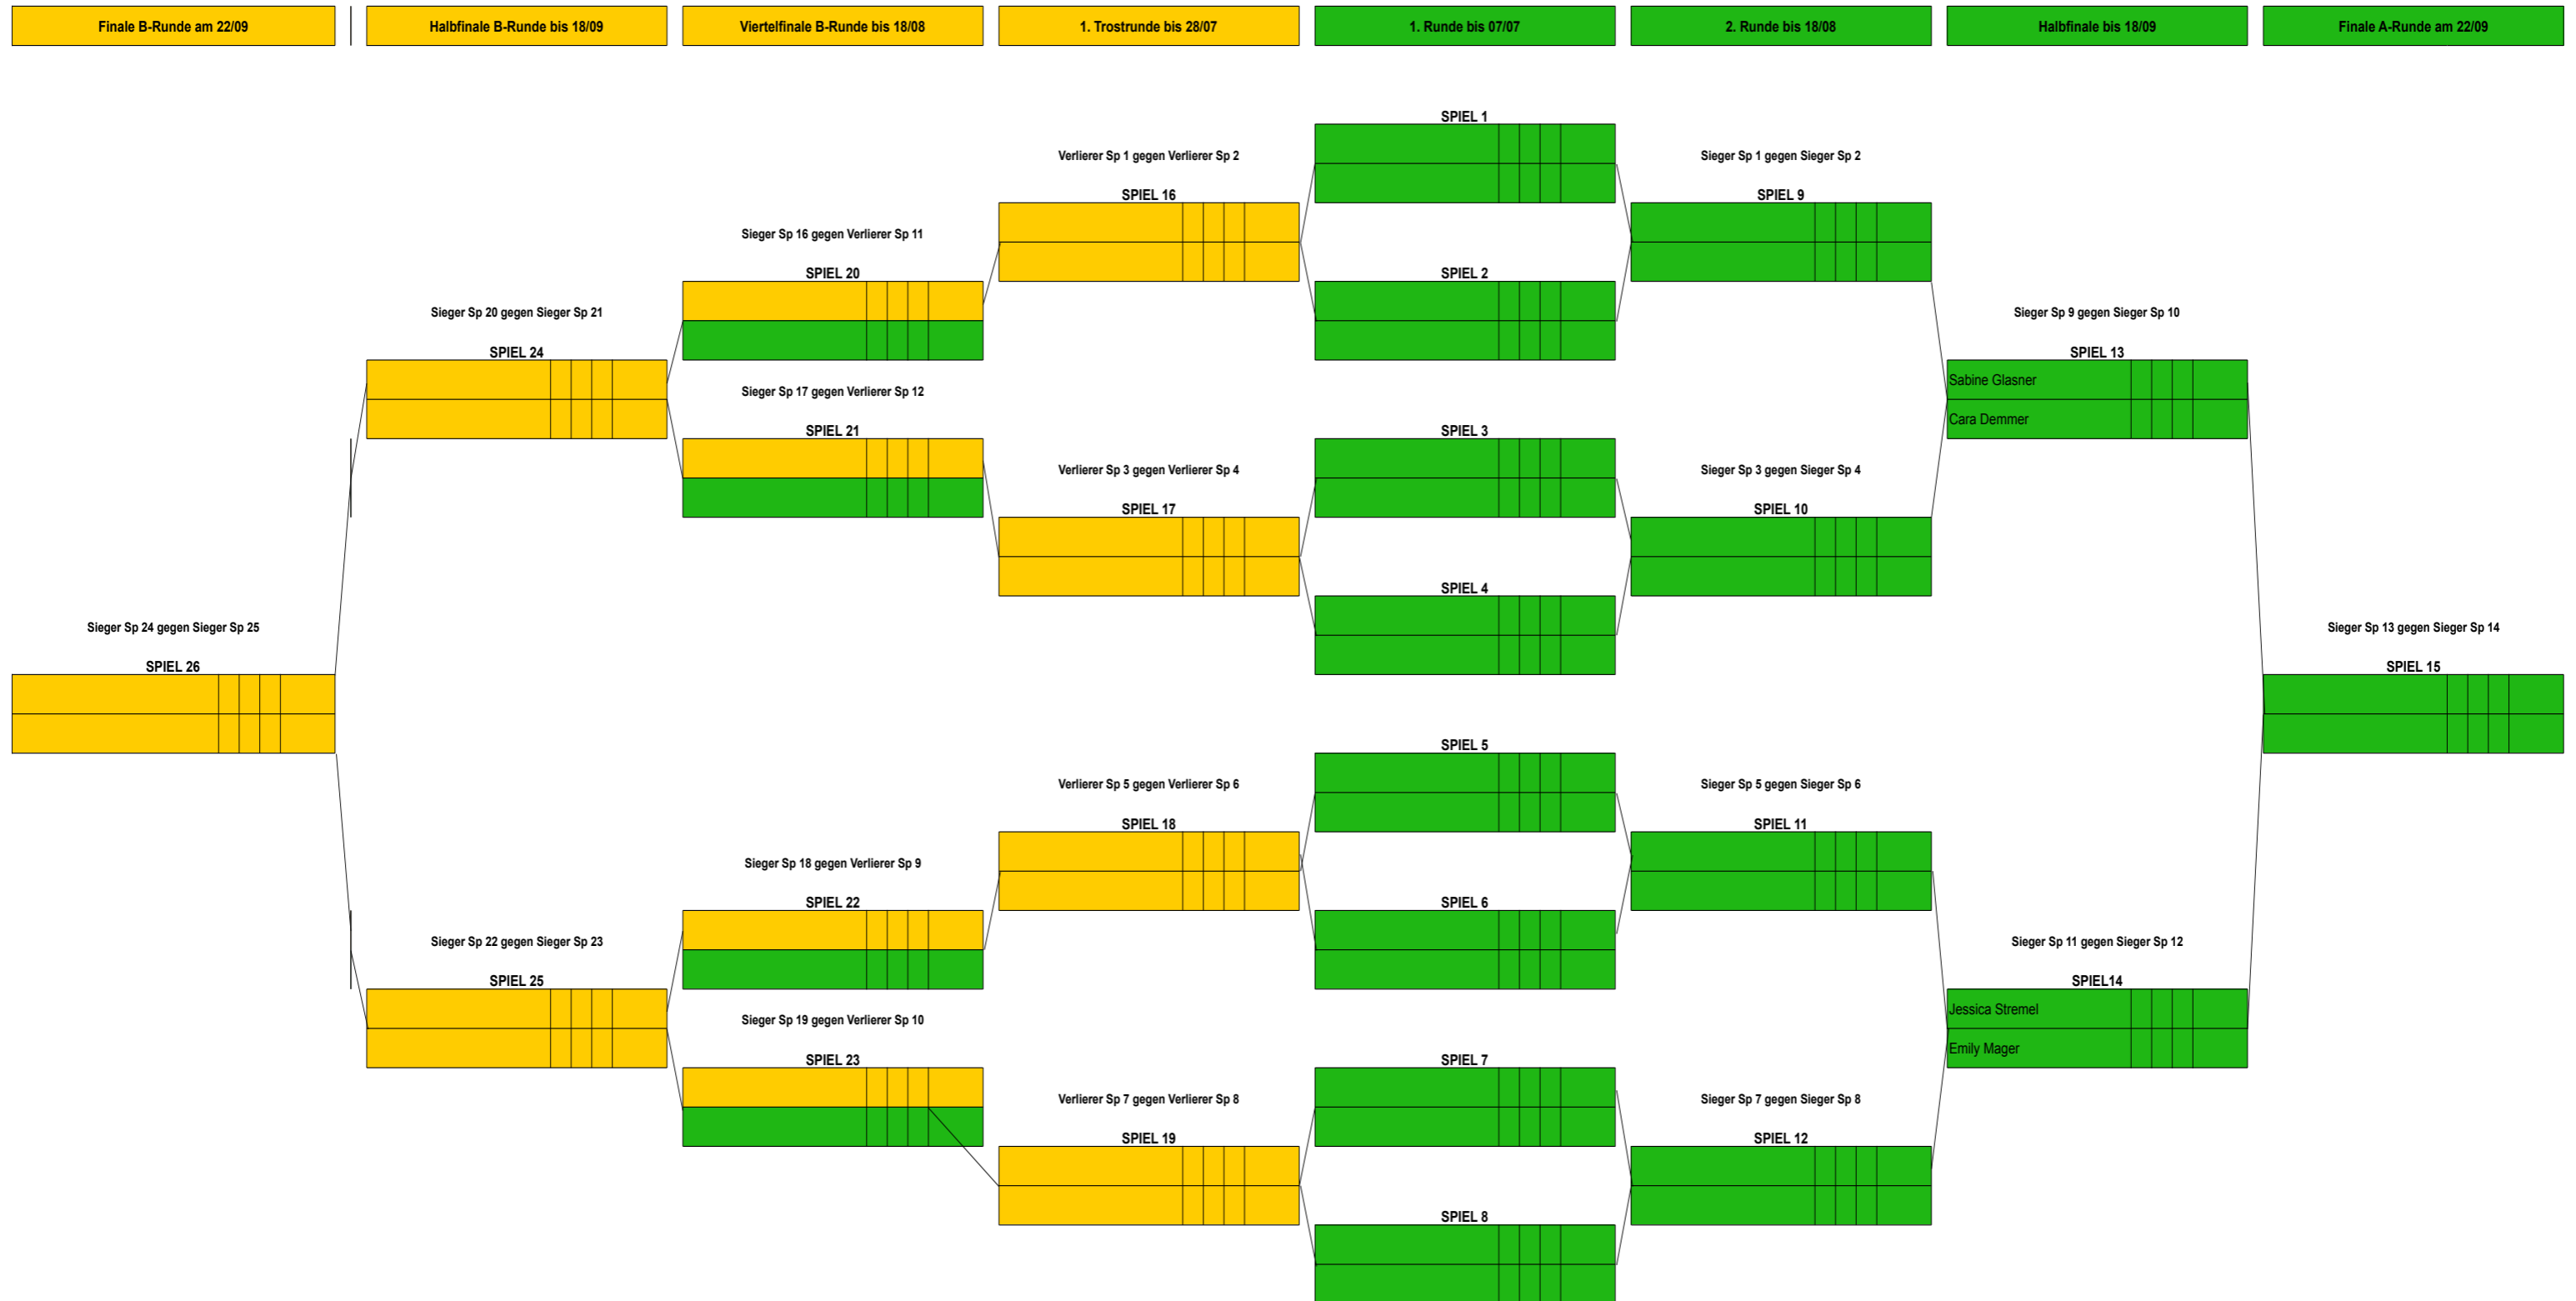 Finale B-Runde am 22/09 Halbfinale B-Runde bis 18/09 Viertelfinale B-Runde bis 18/08 1. Trostrunde bis 28/07 1. Runde bis 07/07 2. Runde bis 18/08 Halbfinale bis 18/09 Finale A-Runde am 22/09
SPIEL 1
Verlierer Sp 1 gegen Verlierer Sp 2 Sieger Sp 1 gegen Sieger Sp 2
SPIEL 16 SPIEL 9
Sieger Sp 16 gegen Verlierer Sp 11
SPIEL 20 SPIEL 2
Sieger Sp 20 gegen Sieger Sp 21 Sieger Sp 9 gegen Sieger Sp 10
SPIEL 24 SPIEL 13
Sabine Glasner
Sieger Sp 17 gegen Verlierer Sp 12
Cara Demmer
SPIEL 21 SPIEL 3
Verlierer Sp 3 gegen Verlierer Sp 4 Sieger Sp 3 gegen Sieger Sp 4
SPIEL 17 SPIEL 10
SPIEL 4
Sieger Sp 24 gegen Sieger Sp 25 Sieger Sp 13 gegen Sieger Sp 14
SPIEL 26 SPIEL 15
SPIEL 5
Verlierer Sp 5 gegen Verlierer Sp 6 Sieger Sp 5 gegen Sieger Sp 6
SPIEL 18 SPIEL 11
Sieger Sp 18 gegen Verlierer Sp 9
SPIEL 22 SPIEL 6
Sieger Sp 22 gegen Sieger Sp 23 Sieger Sp 11 gegen Sieger Sp 12
SPIEL 25 SPIEL14
Jessica Stremel
Sieger Sp 19 gegen Verlierer Sp 10
Emily Mager
SPIEL 23 SPIEL 7
Verlierer Sp 7 gegen Verlierer Sp 8 Sieger Sp 7 gegen Sieger Sp 8
SPIEL 19 SPIEL 12
SPIEL 8